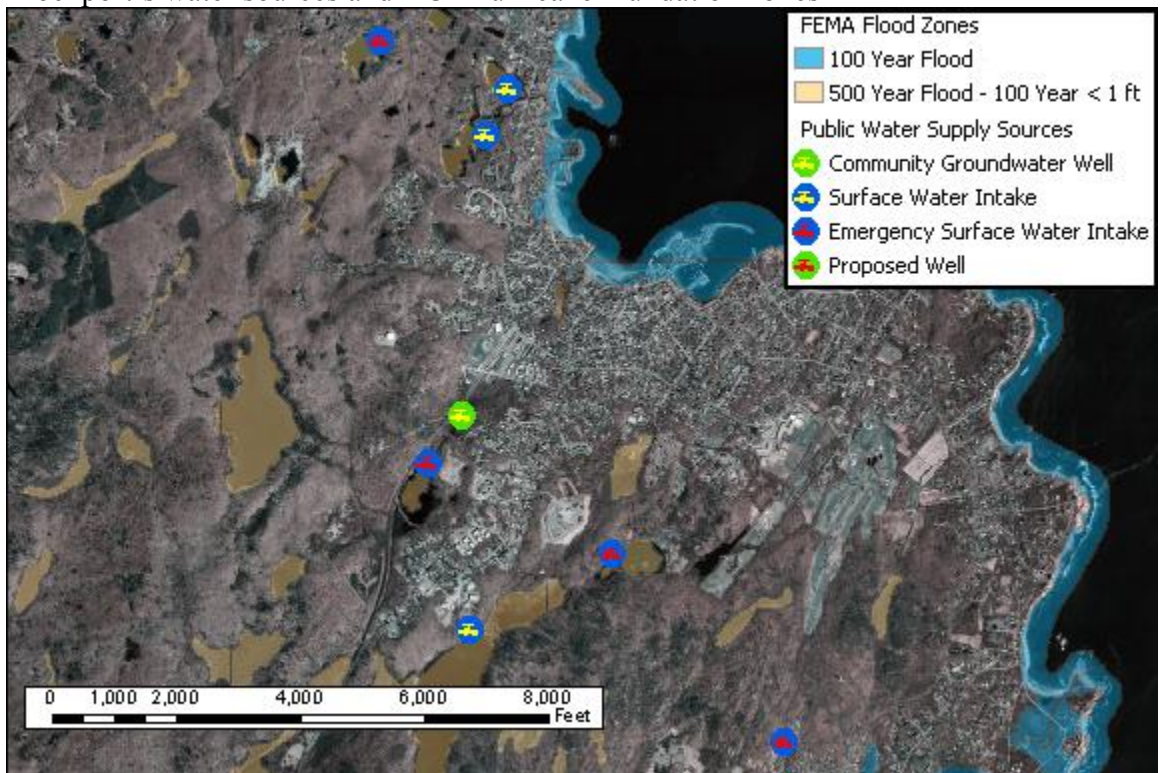 FEMA Flood Zones
100 Year Flood
500 Year Flood - 100 Year < 1 ft
Public Water Supply Sources
Community Groundwater Well
Surface Water Intake
Emergency Surface Water Intake
Proposed Well
0 1,000 2,000 4,000 6,000 8,000
Feet